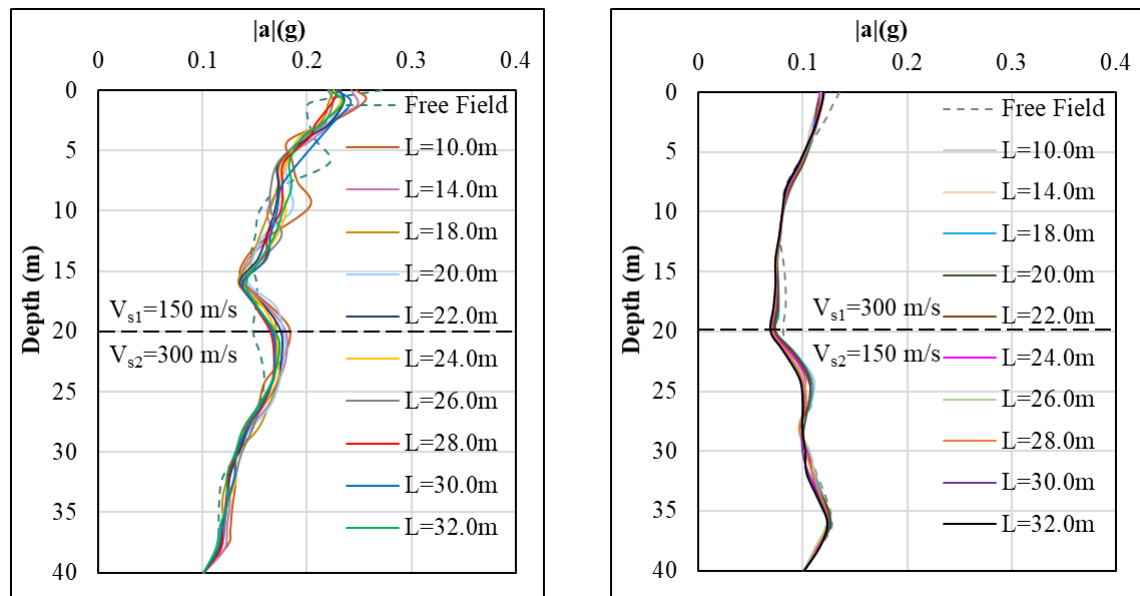 |a|(g)
0 0.1 0.2 0.3 0.4
0
5
10
15
20
25
30
35
40
Depth (m)
Free Field
L=10.0m
L=14.0m
L=18.0m
L=20.0m
L=22.0m
L=24.0m
L=26.0m
L=28.0m
L=30.0m
L=32.0m
Vs1=150 m/s
Vs2=300 m/s
|a|(g)
0 0.1 0.2 0.3 0.4
0
5
10
15
20
25
30
35
40
Depth (m)
Free Field
L=10.0m
L=14.0m
L=18.0m
L=20.0m
L=22.0m
L=24.0m
L=26.0m
L=28.0m
L=30.0m
L=32.0m
Vs1=300 m/s
Vs2=150 m/s